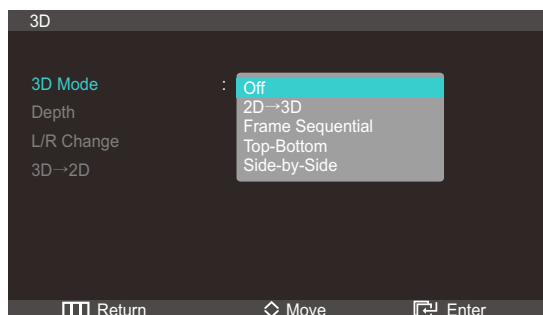 3D
3D Mode : Off
Depth 2D→3D
L/R Change Frame Sequential
Top-Bottom
3D→2D Side-by-Side
Return Move Enter